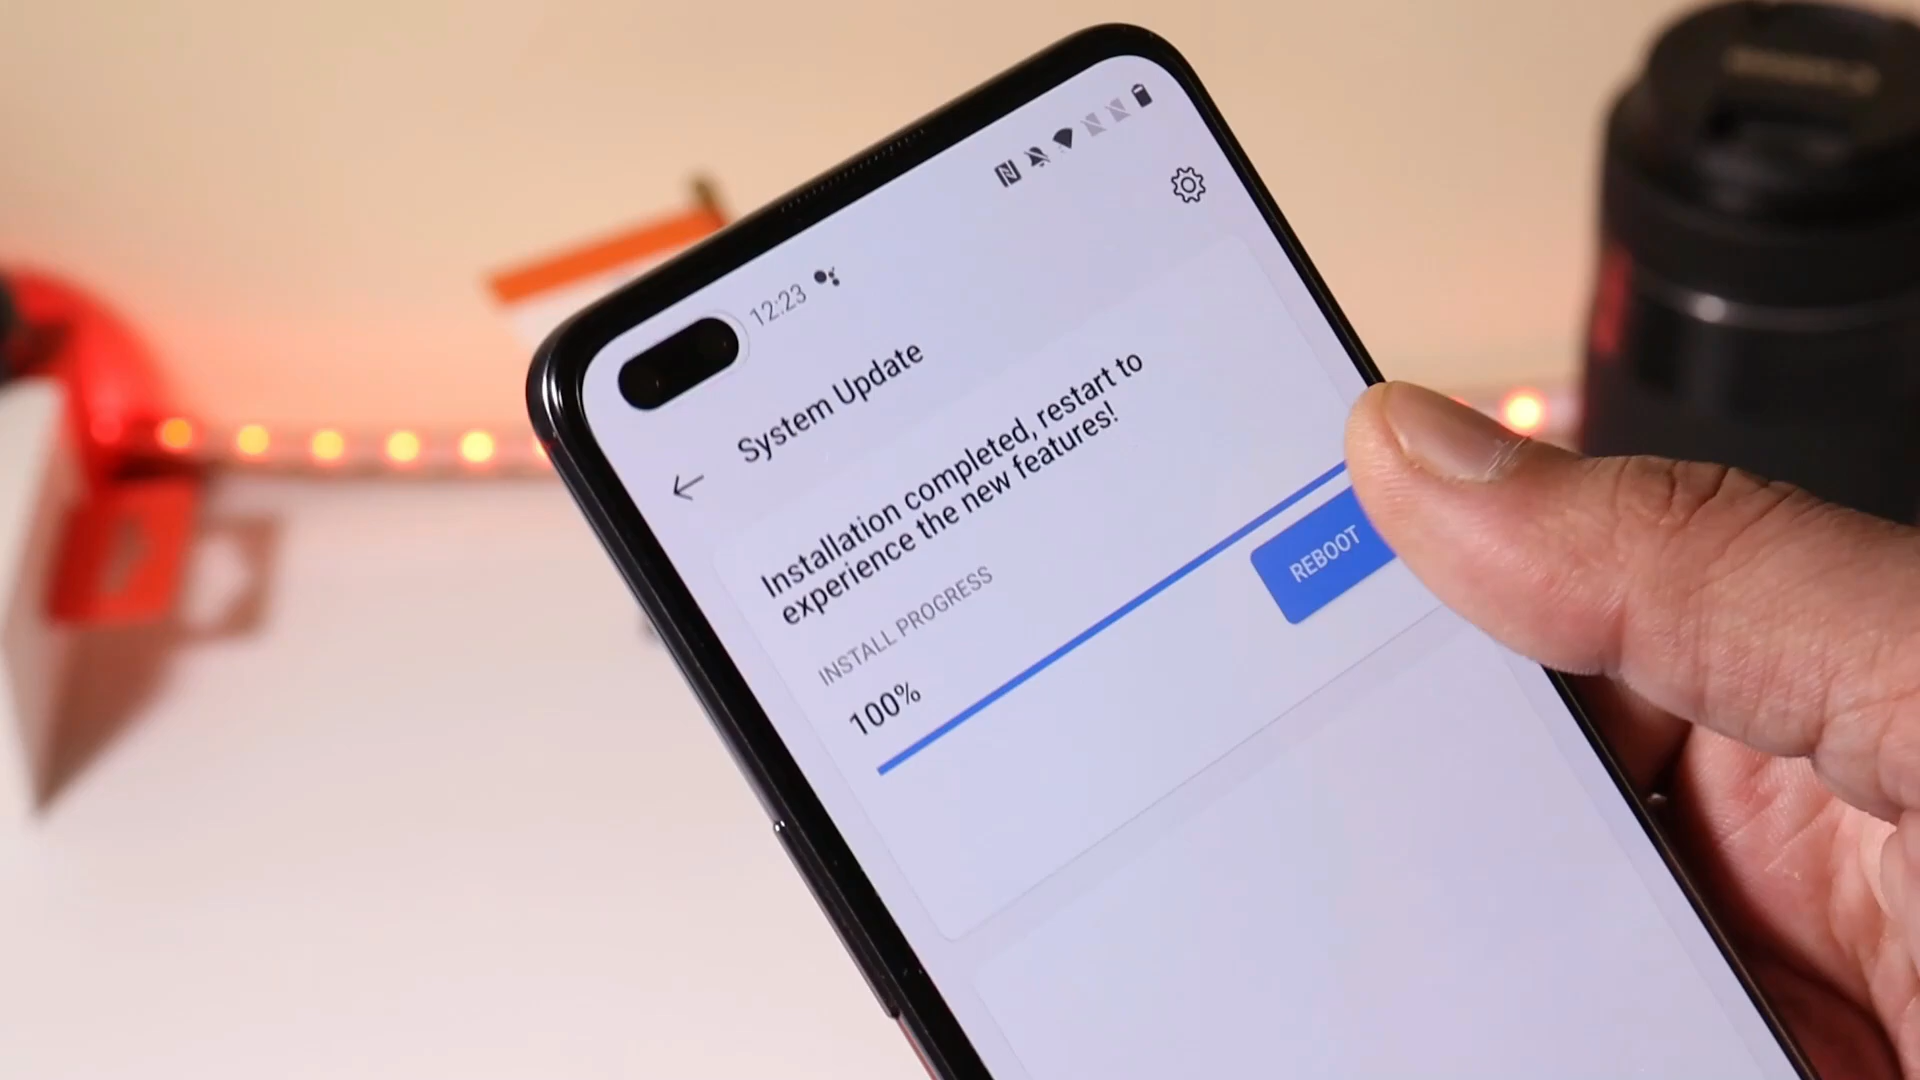 12:23
System Update
Installation completed, restart to
experience the new features!
INSTALL PROGRESS
100%
REBOOT